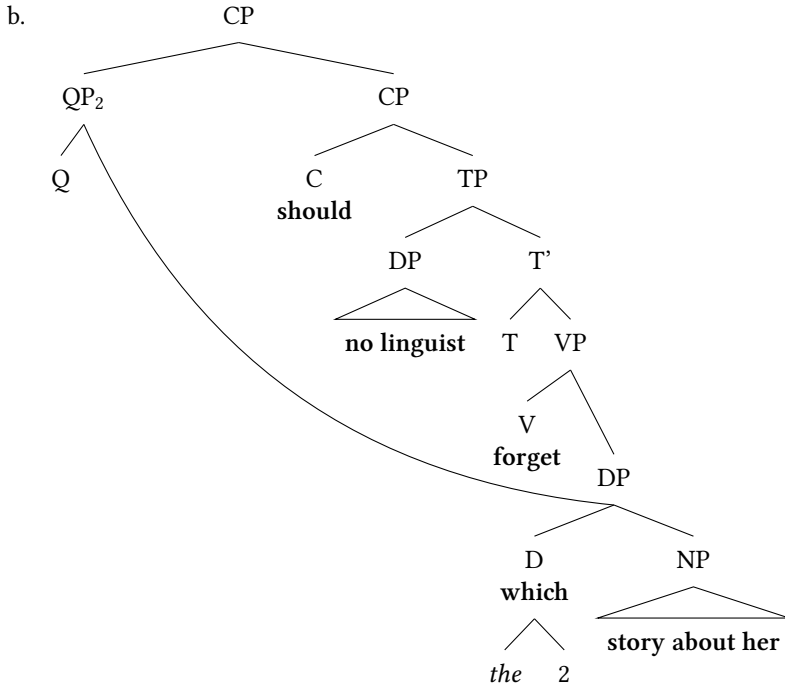 b.
CP
QP₂ CP
Q C TP
should
DP T’
no linguist T VP
V
forget
DP
D NP
which
story about her
the 2